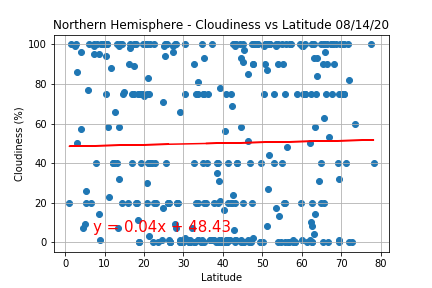 Northern Hemisphere - Cloudiness vs Latitude 08/14/20
100
80
60
40
20
0
Cloudiness (%)
y = 0.04x + 48.43
0 10 20 30 40 50 60 70 80
Latitude